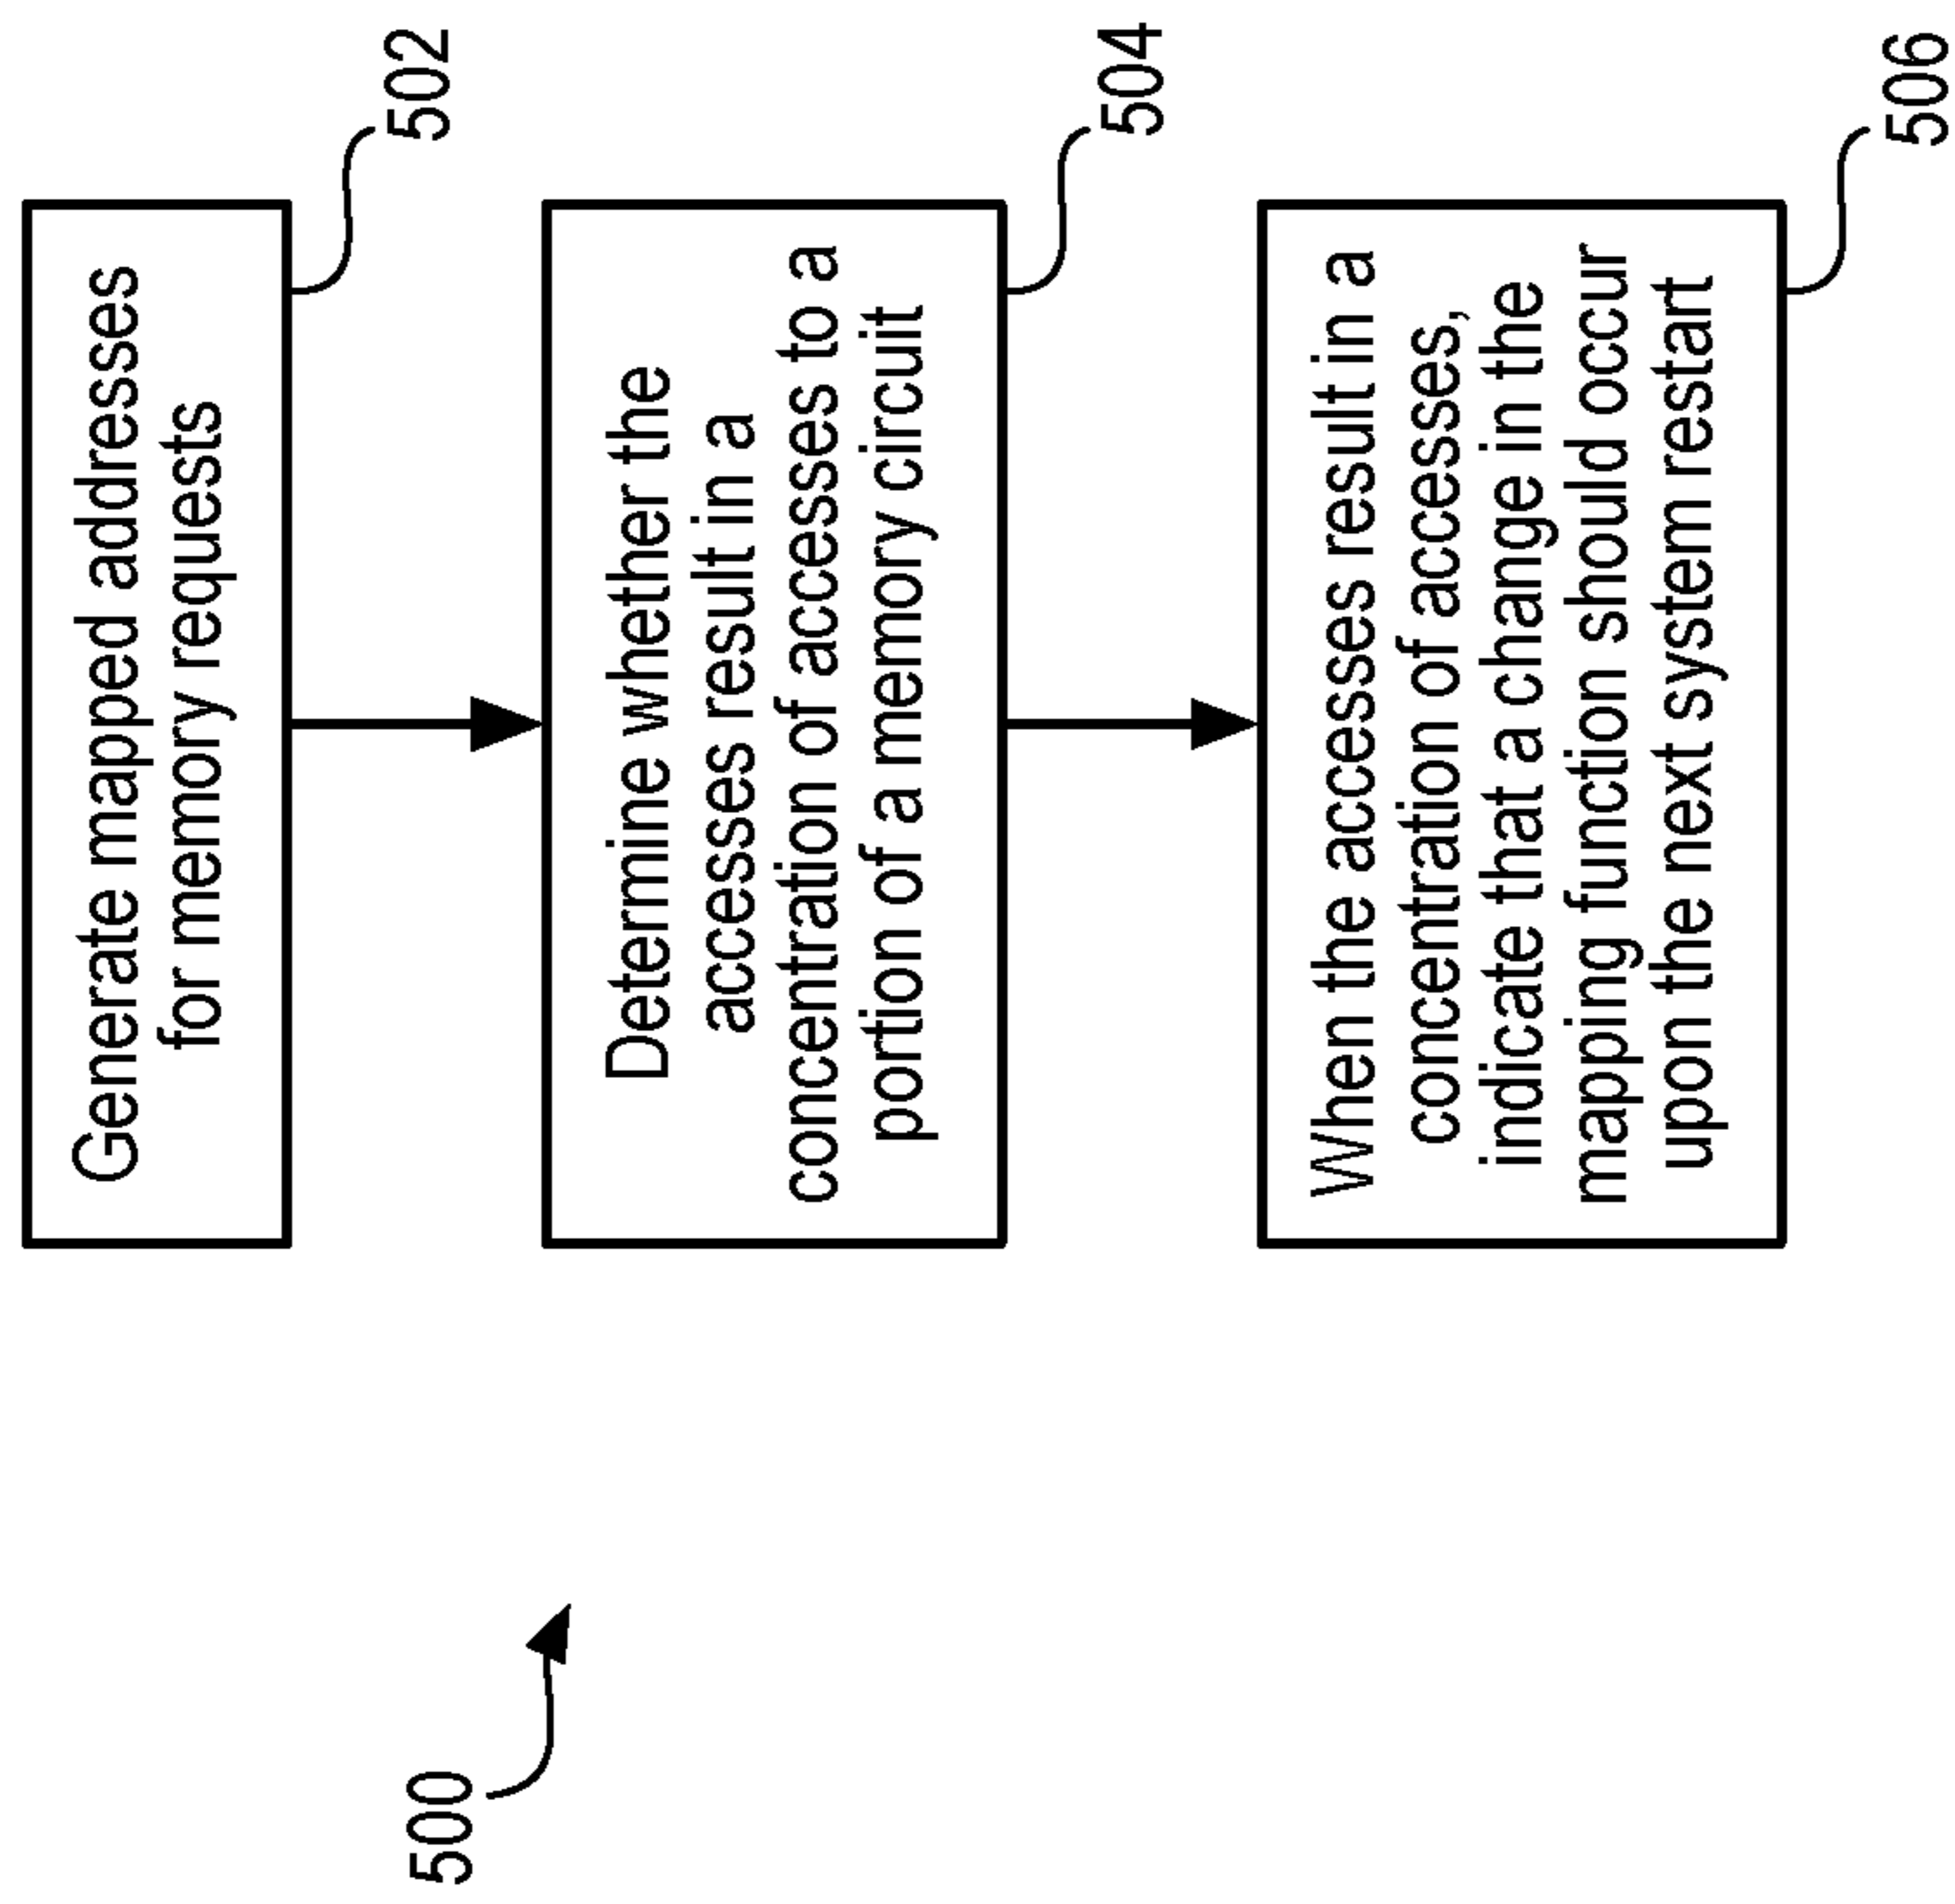 500
Generate mapped addresses
for memory requests
502
Determine whether the
accesses result in a
concentration of accesses to a
portion of a memory circuit
504
When the accesses result in a
concentration of accesses,
indicate that a change in the
mapping function should occur
upon the next system restart
506